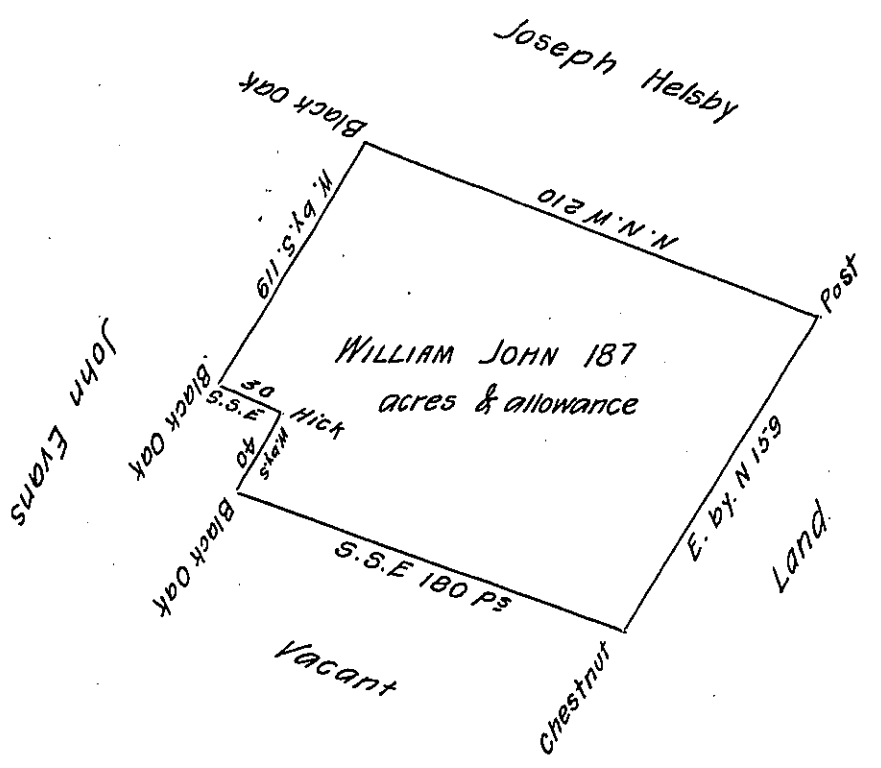 Joseph Helsby
Black Oak
N. N. W 210
W. by. S. 119
Post
WILLIAM JOHN 187
acres & allowance
John Evans
Black Oak
30
S.S.E
Hick
W. by. S
40
Black Oak
E. by. N 159
Land
S.S.E 180 Ps
Vacant
Chestnut